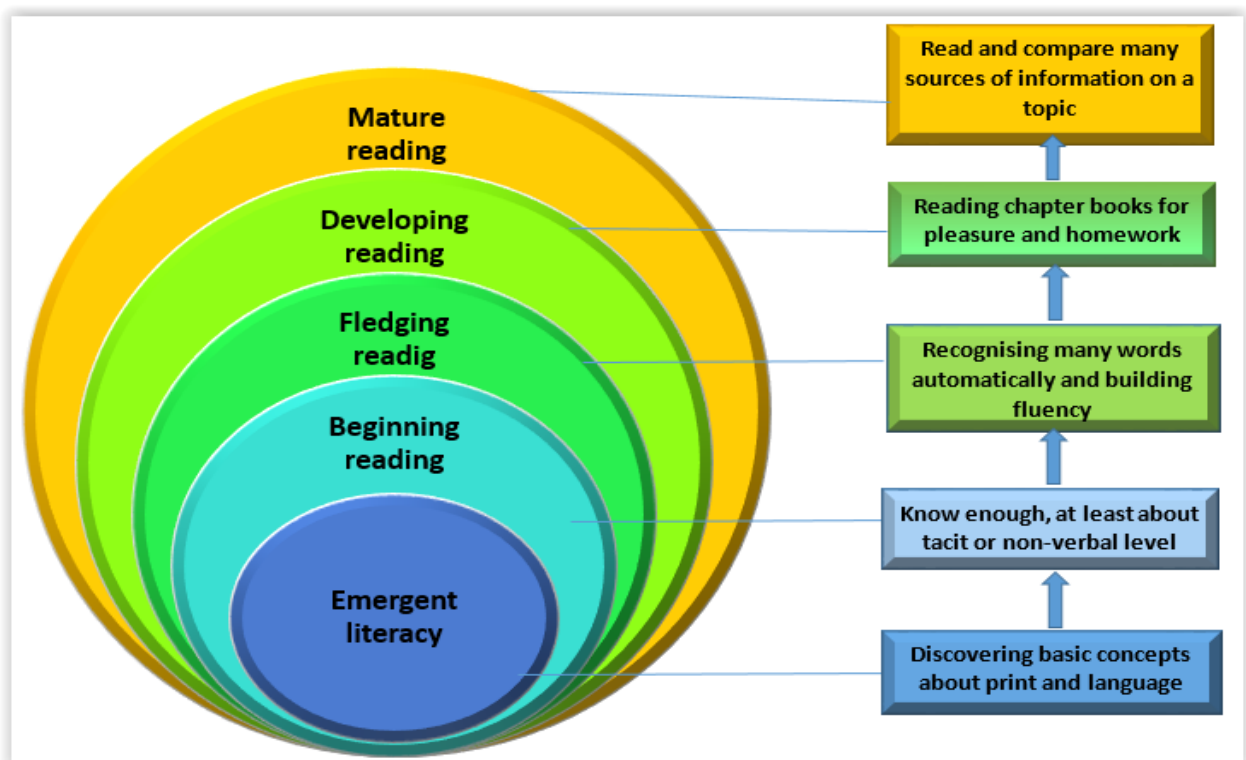 Mature
reading
Developing
reading
Fledging
readig
Beginning
reading
Emergent
literacy
Read and compare many
sources of information on a
topic
Reading chapter books for
pleasure and homework
Recognising many words
automatically and building
fluency
Know enough, at least about
tacit or non-verbal level
Discovering basic concepts
about print and language